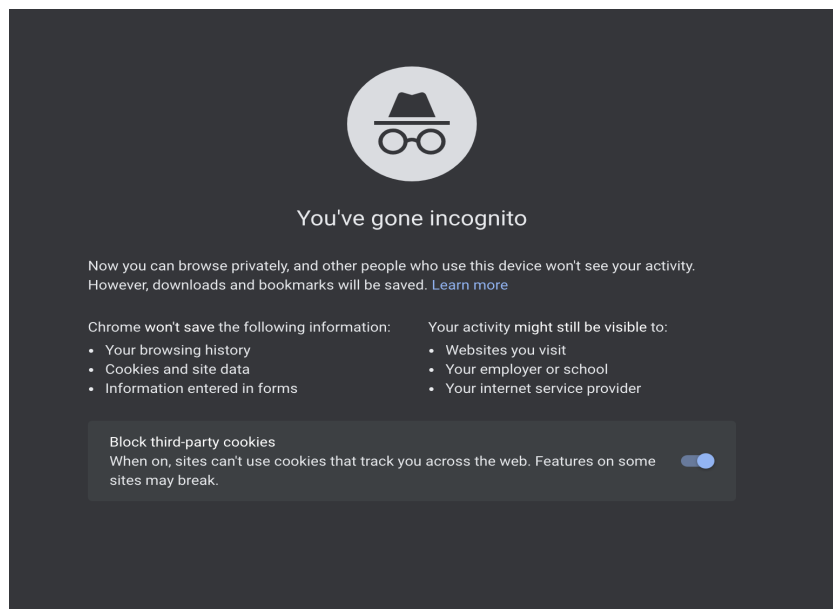 You've gone incognito
Now you can browse privately, and other people who use this device won't see your activity.
However, downloads and bookmarks will be saved. Learn more
Chrome won't save the following information:
• Your browsing history
• Cookies and site data
• Information entered in forms
Your activity might still be visible to:
• Websites you visit
• Your employer or school
• Your internet service provider
Block third-party cookies
When on, sites can't use cookies that track you across the web. Features on some
sites may break.